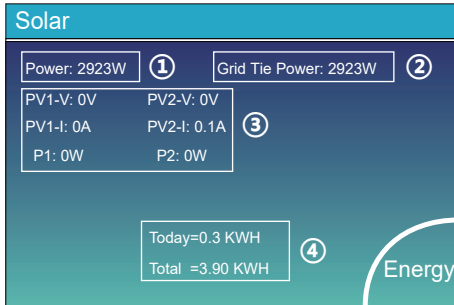 Solar
Power: 2923W ① Grid Tie Power: 2923W ②
PV1-V: 0V PV2-V: 0V
PV1-I: 0A PV2-I: 0.1A ③
P1: 0W P2: 0W
Today=0.3 KWH
④
Total =3.90 KWH
Energy